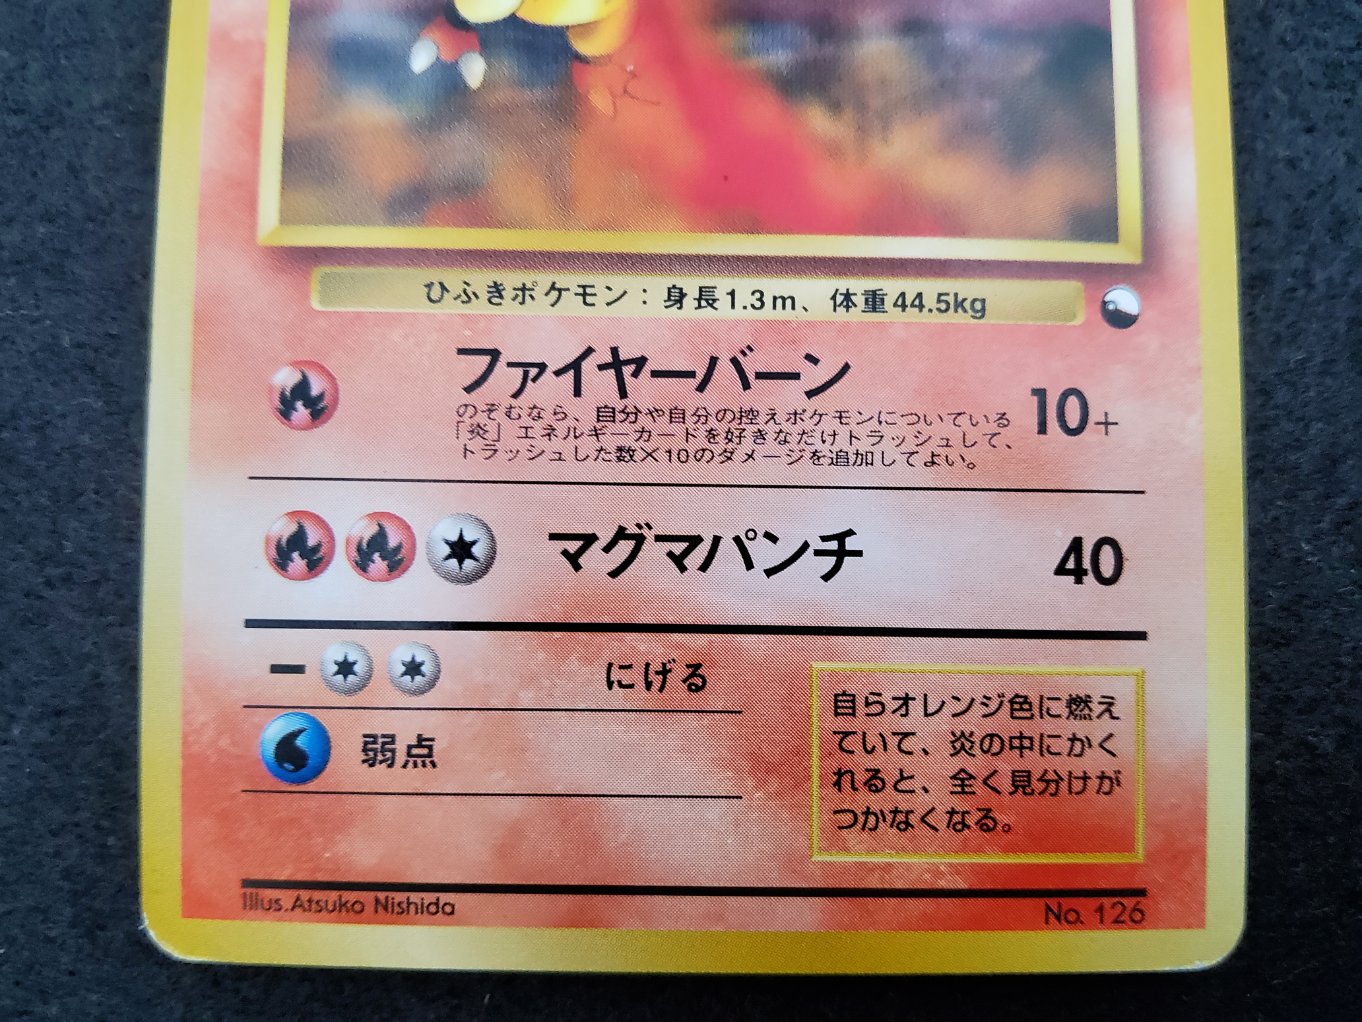 ひふきポケモン：身長1.3m、体重44.5kg
ファイヤーバーン
10+
のぞむなら、自分や自分の控えポケモンについている
「炎」エネルギーカードを好きなだけトラッシュして、
トラッシュした数×10のダメージを追加してよい。
マグマパンチ
40
にげる
弱点
自らオレンジ色に燃え
ていて、炎の中にかく
れると、全く見分けが
つかなくなる。
Illus.Atsuko Nishida
No. 126